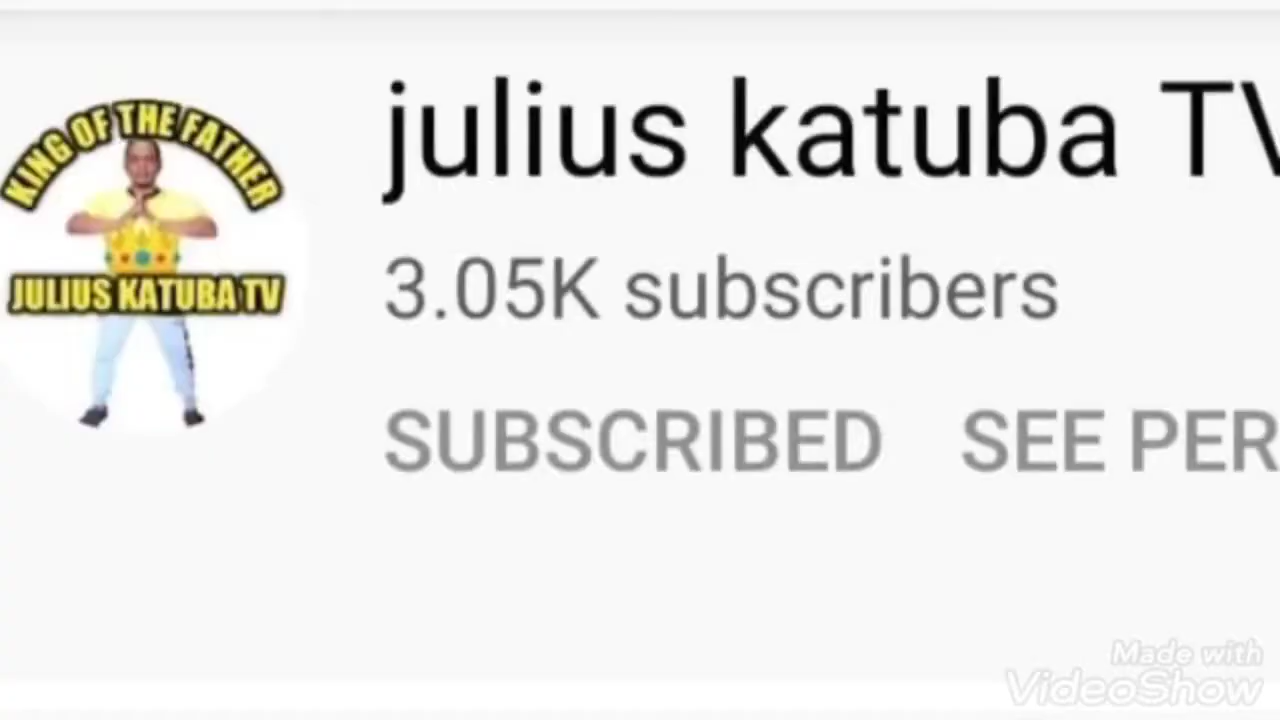 KING OF THE FATHER
JULIUS KATUBA TV
julius katuba TV
3.05K subscribers
SUBSCRIBED SEE PER
Made with
VideoShow